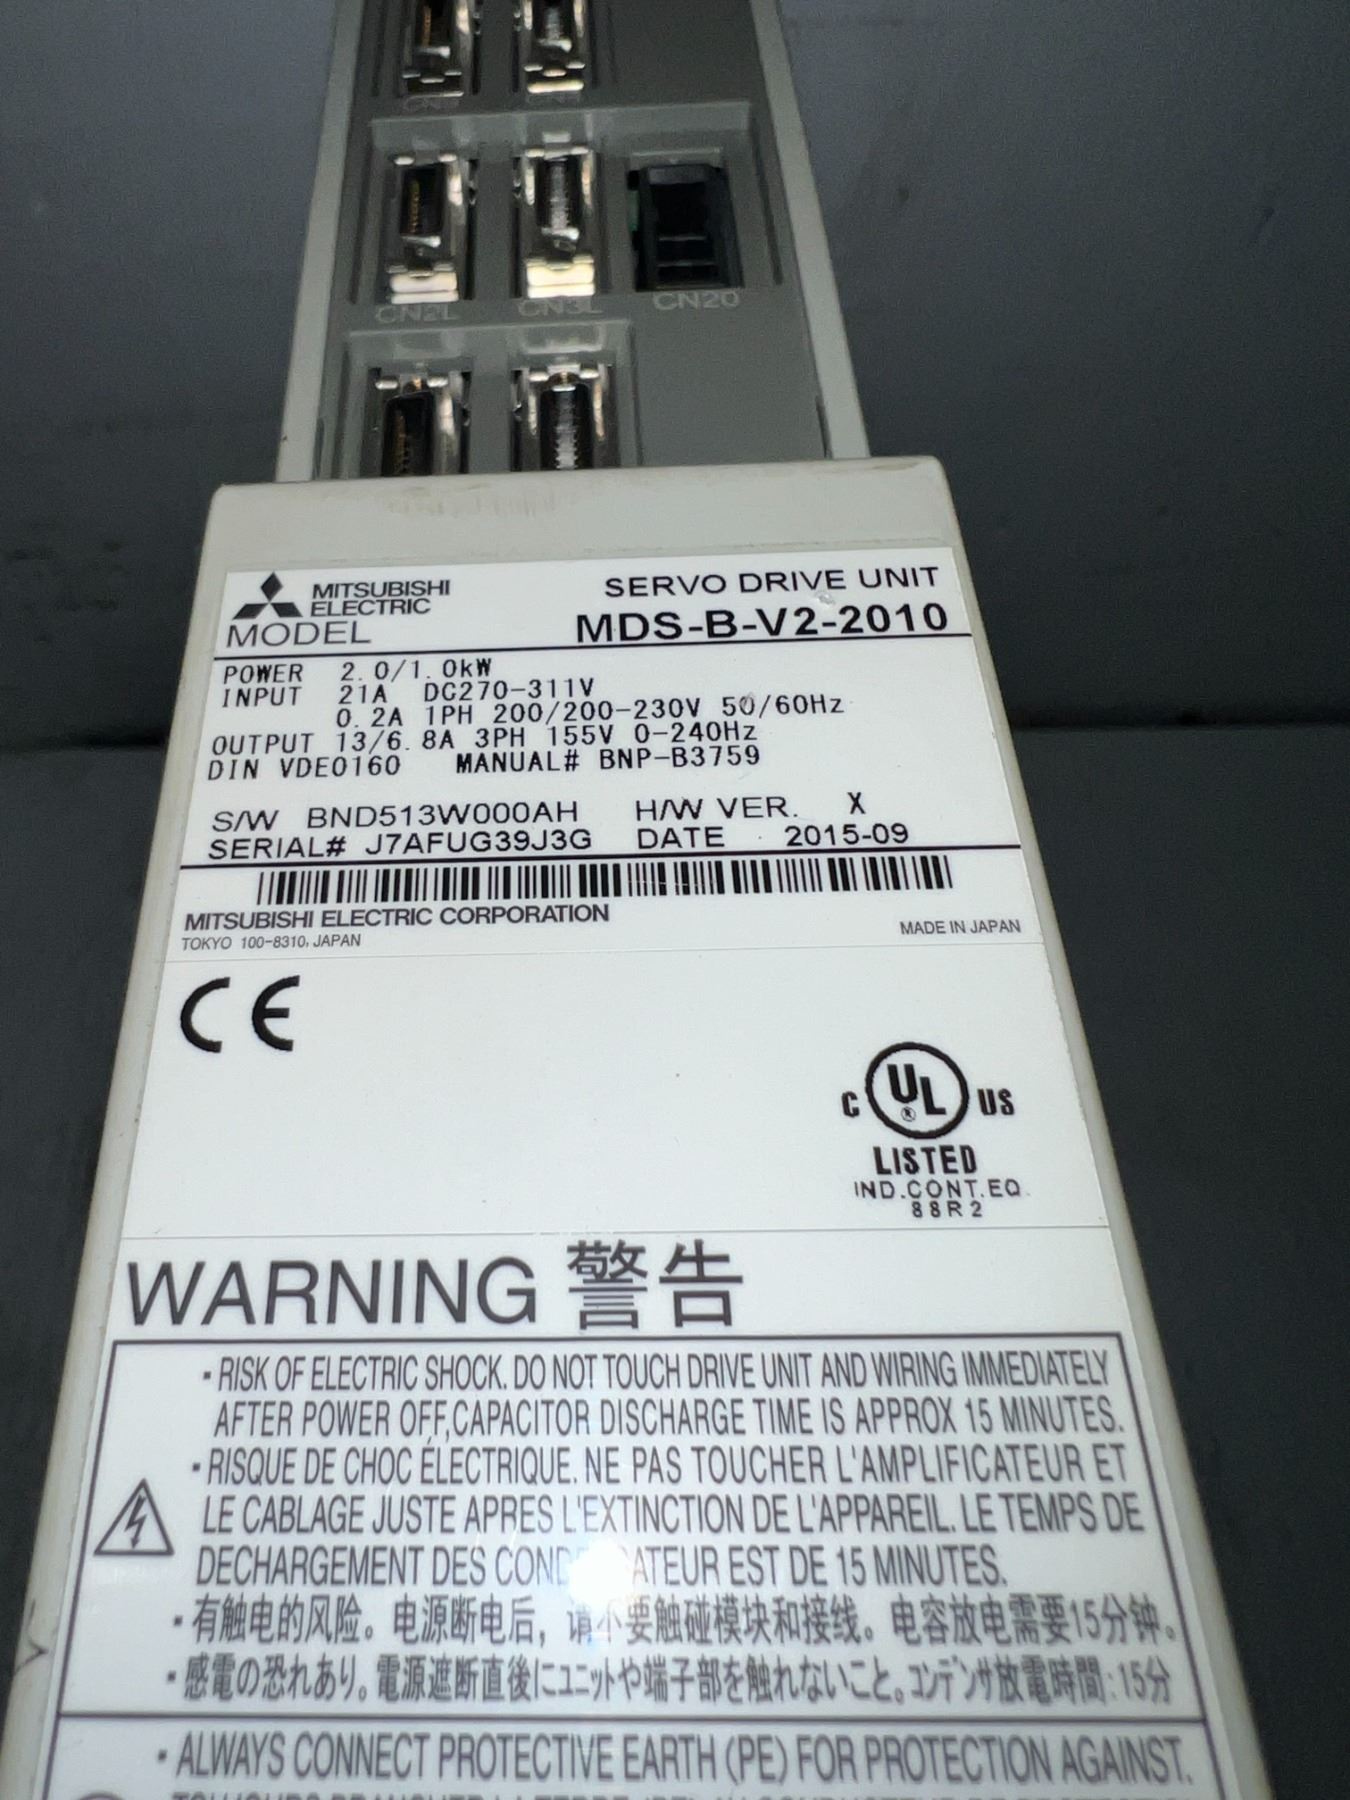 CN2L CN3L CN20
MITSUBISHI ELECTRIC
SERVO DRIVE UNIT
MODEL MDS-B-V2-2010
POWER 2.0/1.0kW
INPUT 21A DC270-311V
0.2A 1PH 200/200-230V 50/60Hz
OUTPUT 13/6.8A 3PH 155V 0-240Hz
DIN VDE0160 MANUAL# BNP-B3759
S/W BND513W000AH H/W VER. X
SERIAL# J7AFUG39J3G DATE 2015-09
MITSUBISHI ELECTRIC CORPORATION
TOKYO 100-8310, JAPAN MADE IN JAPAN
CE
C UL ® US
LISTED
IND.CONT.EQ.
88R2
WARNING 警告
・RISK OF ELECTRIC SHOCK. DO NOT TOUCH DRIVE UNIT AND WIRING IMMEDIATELY
AFTER POWER OFF,CAPACITOR DISCHARGE TIME IS APPROX 15 MINUTES.
・RISQUE DE CHOC ÉLECTRIQUE. NE PAS TOUCHER L'AMPLIFICATEUR ET
LE CABLAGE JUSTE APRES L'EXTINCTION DE L'APPAREIL. LE TEMPS DE
DECHARGEMENT DES EST DE 15 MINUTES.
・有触电的风险。电源断电后，请不要触碰模块和接线。电容放电需要15分钟。
・感電の恐れあり。電源遮断直後にユニットや端子部を触れないこと。コンデンサ放電時間:15分
・ALWAYS CONNECT PROTECTIVE EARTH (PE) FOR PROTECTION AGAINST.